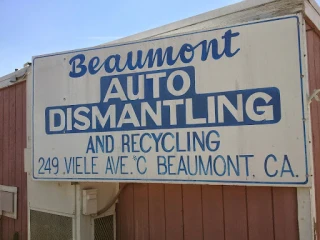 Beaumont
AUTO
DISMANTLING
AND RECYCLING
249 VIELE AVE. °C BEAUMONT, CA.